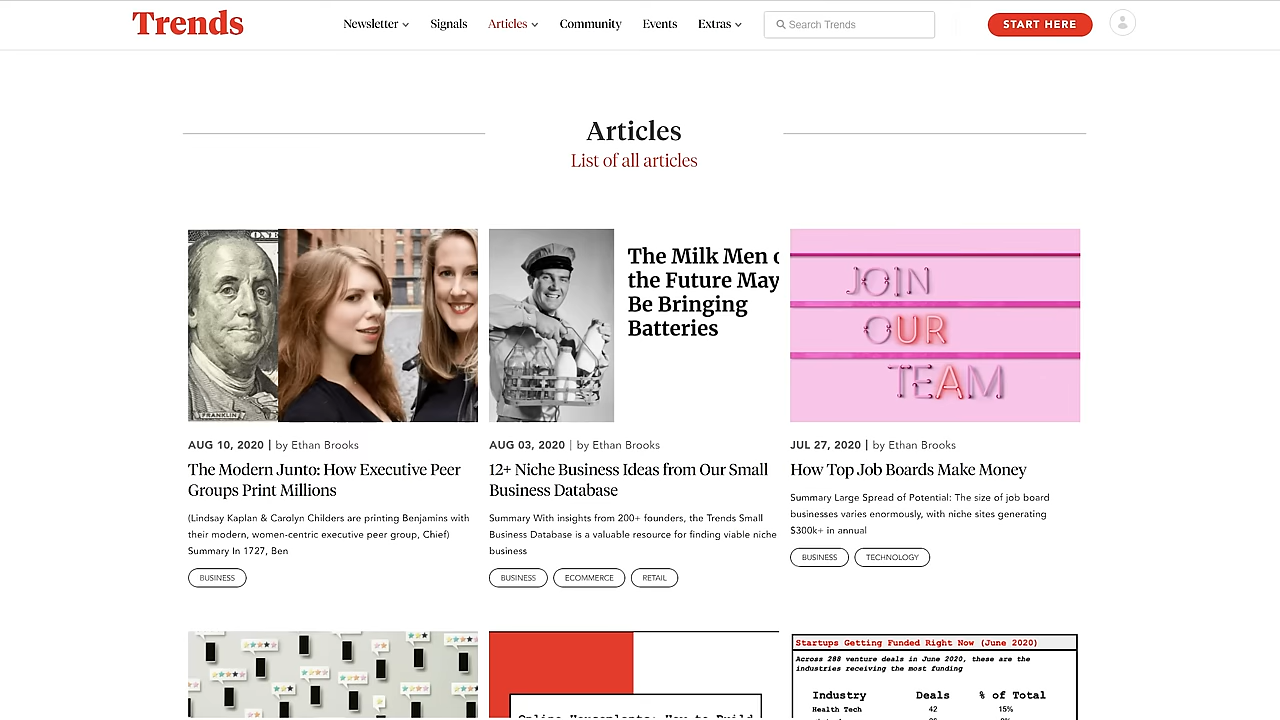 Trends
Newsletter Signals Articles Community Events Extras
Search Trends
START HERE
Articles
List of all articles
ONE
FRANKLIN
The Milk Men
the Future May
Be Bringing
Batteries
JOIN
OUR
TEAM
AUG 10, 2020 | by Ethan Brooks
The Modern Junto: How Executive Peer
Groups Print Millions
(Lindsay Kaplan & Carolyn Childers are printing Benjamins with
their modern, women-centric executive peer group, Chief)
Summary In 1727, Ben
BUSINESS
AUG 03, 2020 | by Ethan Brooks
12+ Niche Business Ideas from Our Small
Business Database
Summary With insights from 200+ founders, the Trends Small
Business Database is a valuable resource for finding viable niche
business
BUSINESS ECOMMERCE RETAIL
JUL 27, 2020 | by Ethan Brooks
How Top Job Boards Make Money
Summary Large Spread of Potential: The size of job board
businesses varies enormously, with niche sites generating
$300k+ in annual
BUSINESS TECHNOLOGY
Startups Getting Funded Right Now (June 2020)
Across 288 venture deals in June 2020, these are the
industries receiving the most funding
Industry Deals % of Total
Health Tech 42 15%